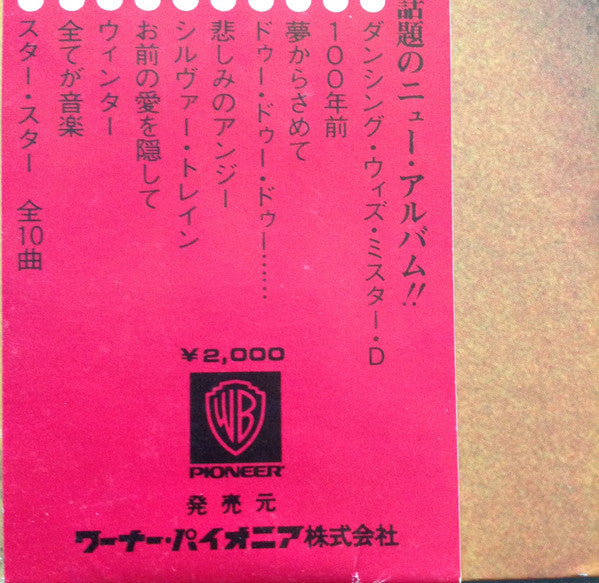 話題のニュー・アルバム!!
ダンシング・ウィズ・ミスター・D
100年前
夢からさめて
ドゥー・ドゥー・ドゥー……
悲しみのアンジー
シルヴァー・トレイン
お前の愛を隠して
ウィンター
全てが音楽
スター・スター 全10曲
¥2,000
WB
PIONEER
発売元
ワーナー・パイオニア株式会社